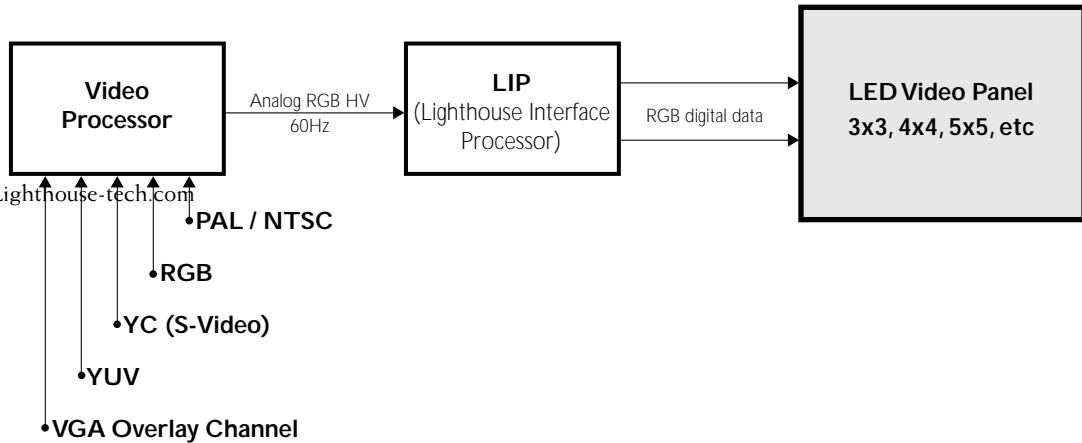 Video
Processor
Analog RGB HV
60Hz
LIP
(Lighthouse Interface
Processor)
RGB digital data
LED Video Panel
3x3, 4x4, 5x5, etc
Lighthouse-tech.com
PAL / NTSC
RGB
YC (S-Video)
YUV
VGA Overlay Channel